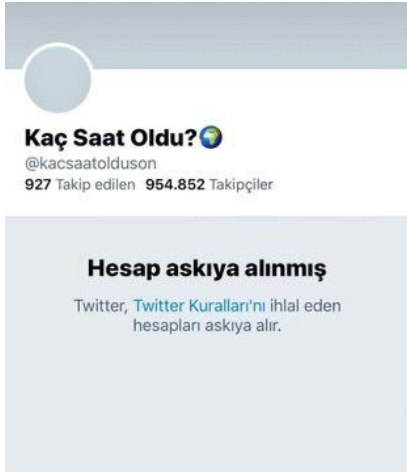 Kaç Saat Oldu?🌍
@kacsaatolduson
927 Takip edilen 954.852 Takipçiler
Hesap askıya alınmış
Twitter, Twitter Kuralları'nı ihlal eden
hesapları askıya alır.